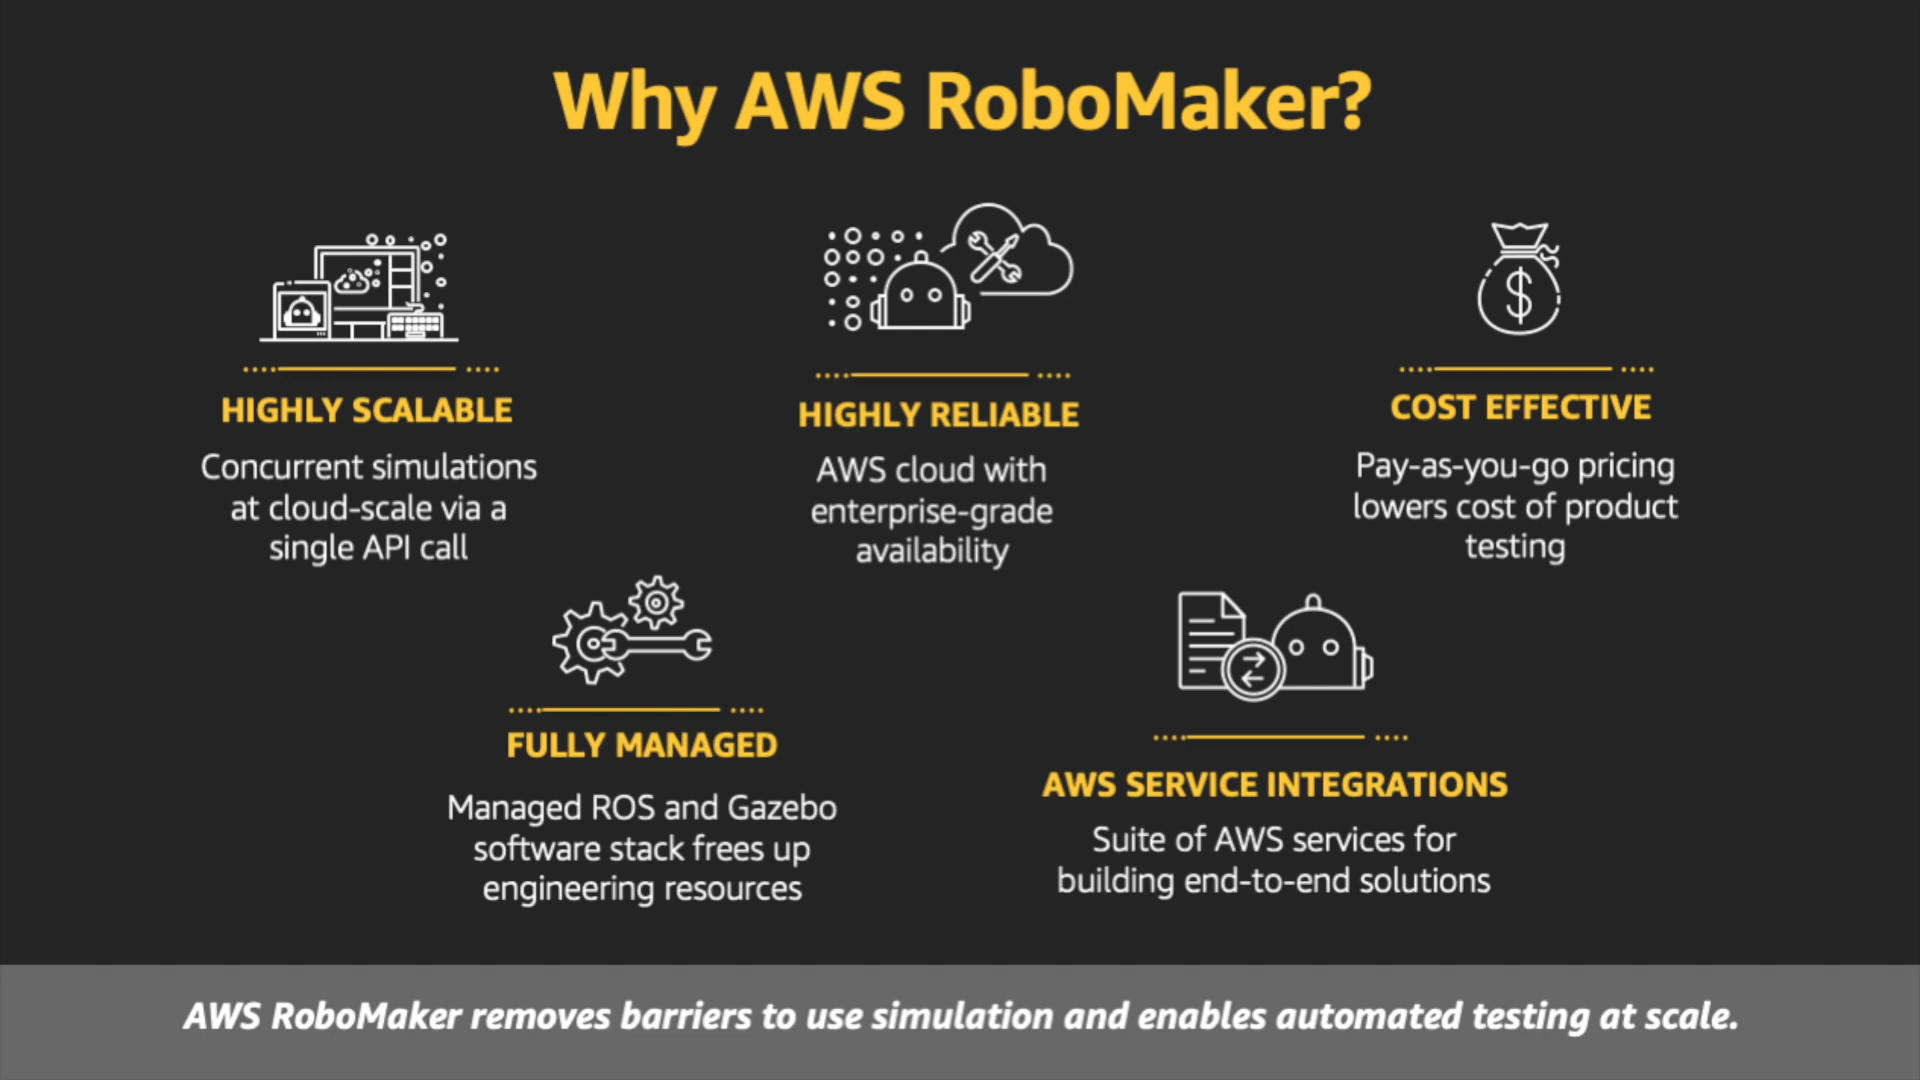 Why AWS RoboMaker?
HIGHLY SCALABLE
Concurrent simulations
at cloud-scale via a
single API call
HIGHLY RELIABLE
AWS cloud with
enterprise-grade
availability
$
COST EFFECTIVE
Pay-as-you-go pricing
lowers cost of product
testing
FULLY MANAGED
Managed ROS and Gazebo
software stack frees up
engineering resources
AWS SERVICE INTEGRATIONS
Suite of AWS services for
building end-to-end solutions
AWS RoboMaker removes barriers to use simulation and enables automated testing at scale.